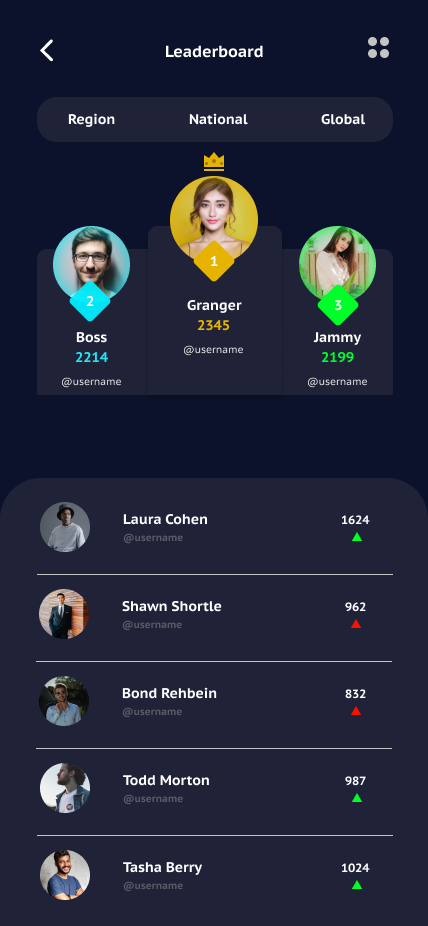 Leaderboard
Region National Global
1
Granger
2345
@username
2
Boss
2214
@username
3
Jammy
2199
@username
Laura Cohen 1624
@username
Shawn Shortle 962
@username
Bond Rehbein 832
@username
Todd Morton 987
@username
Tasha Berry 1024
@username